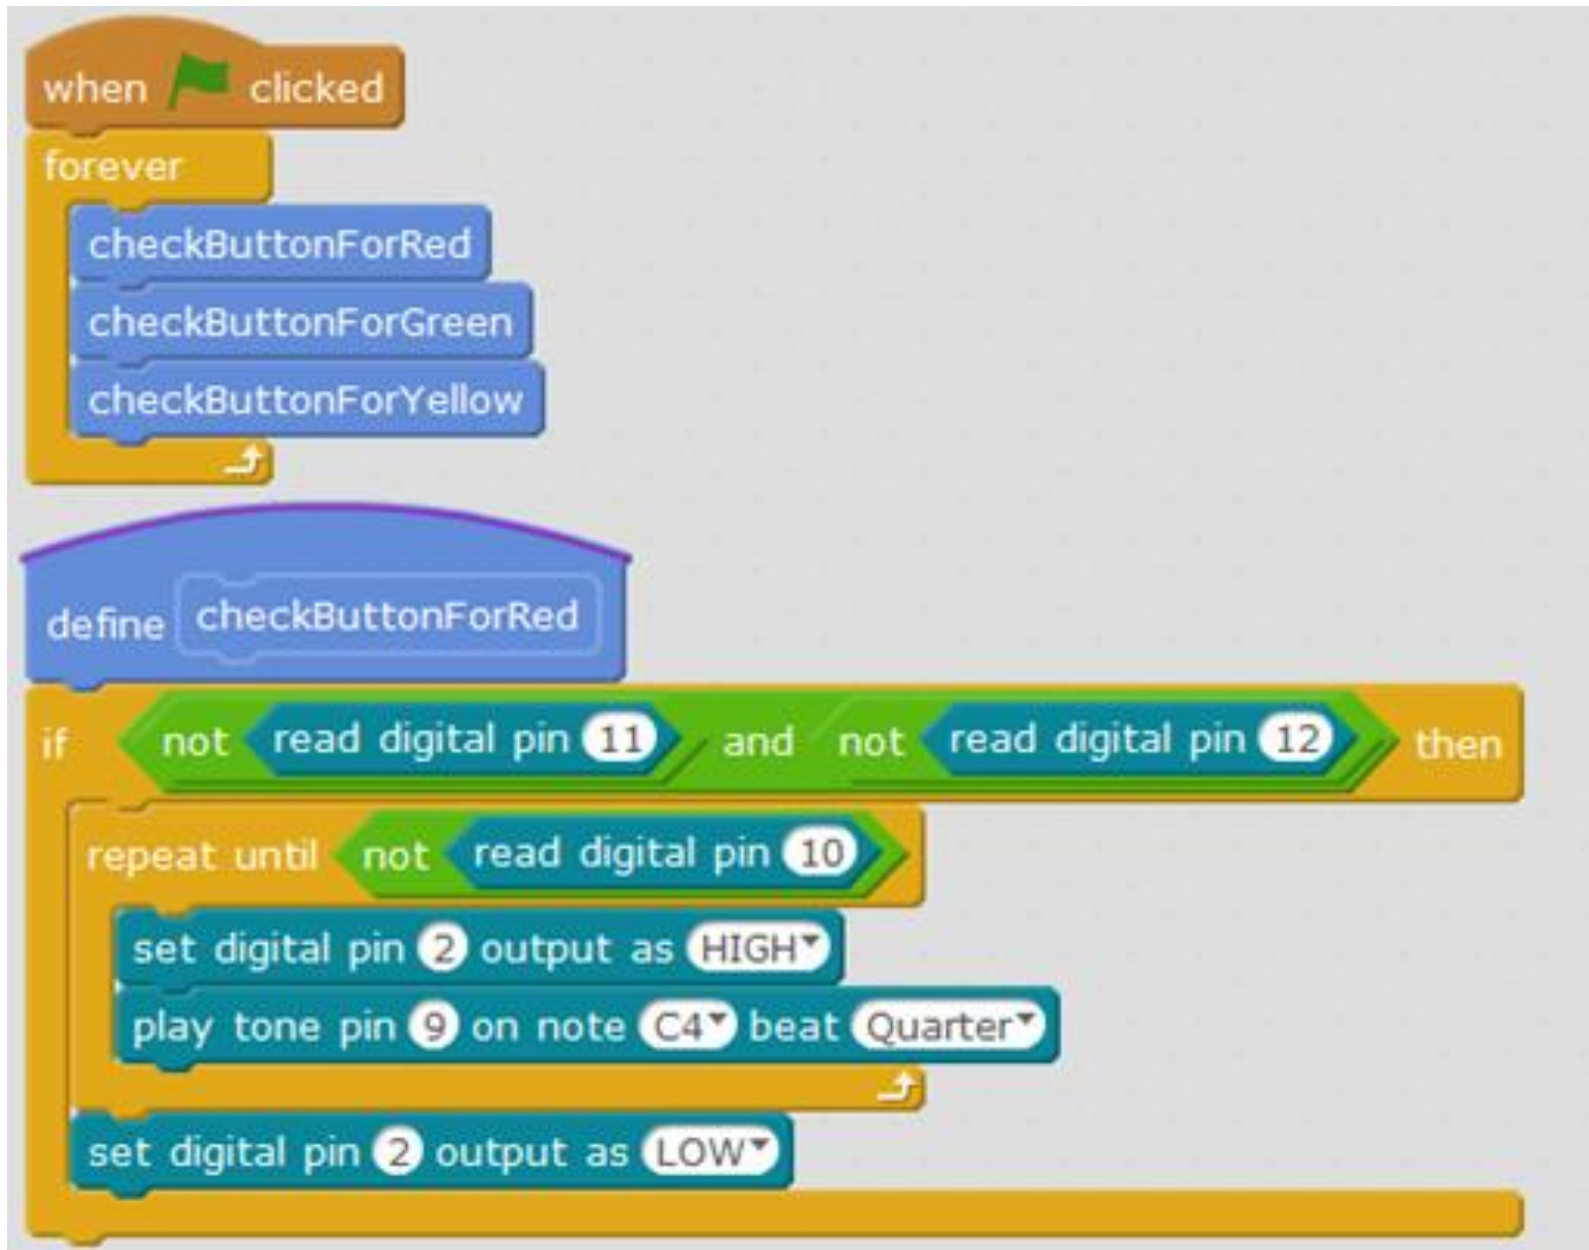 when clicked
forever
checkButtonForRed
checkButtonForGreen
checkButtonForYellow
define checkButtonForRed
if not read digital pin 11 and not read digital pin 12 then
repeat until not read digital pin 10
set digital pin 2 output as HIGH
play tone pin 9 on note C4 beat Quarter
set digital pin 2 output as LOW